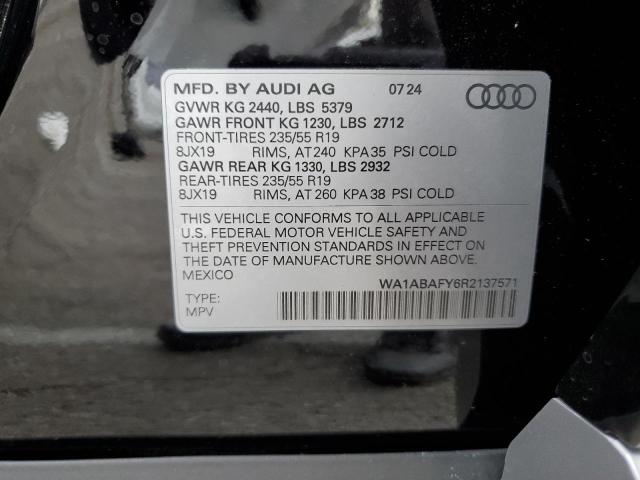 MFD. BY AUDI AG 07 24
GVWR KG 2440, LBS 5379
GAWR FRONT KG 1230, LBS 2712
FRONT-TIRES 235/55 R19
8JX19 RIMS, AT 240 KPA 35 PSI COLD
GAWR REAR KG 1330, LBS 2932
REAR-TIRES 235/55 R19
8JX19 RIMS, AT 260 KPA 38 PSI COLD
THIS VEHICLE CONFORMS TO ALL APPLICABLE
U.S. FEDERAL MOTOR VEHICLE SAFETY AND
THEFT PREVENTION STANDARDS IN EFFECT ON
THE DATE OF MANUFACTURE SHOWN ABOVE.
MEXICO
WA1ABAFY6R2137571
TYPE:
MPV